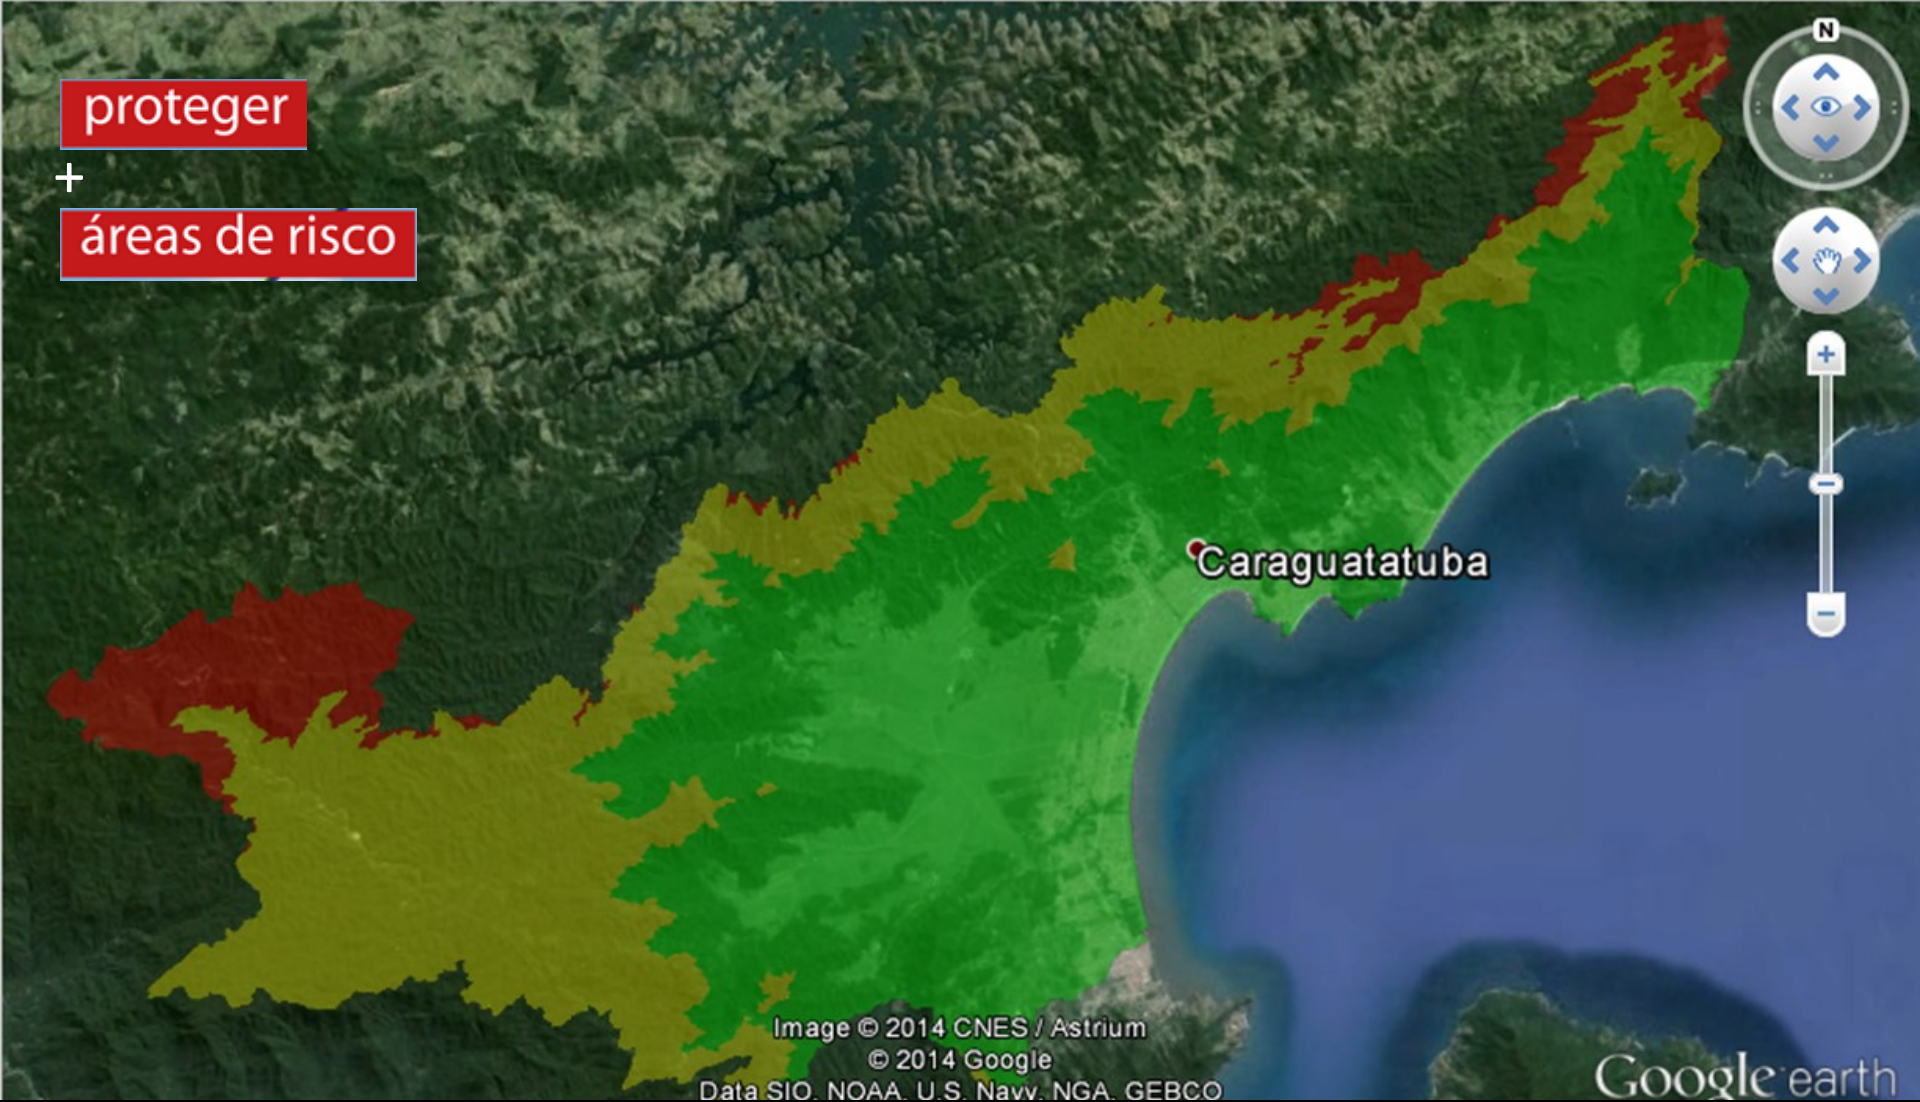 proteger
+
áreas de risco
N
Caraguatatuba
Image © 2014 CNES / Astrium
© 2014 Google
Data SIO, NOAA, U.S. Navy, NGA, GEBCO
Google earth